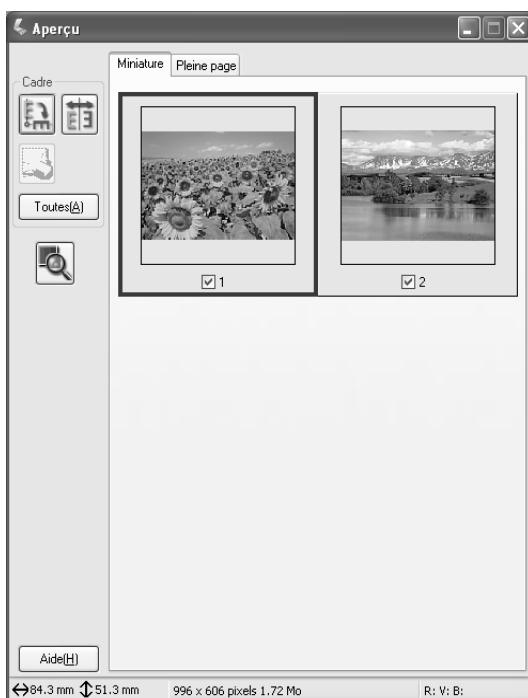 Aperçu
Miniature
Pleine page
Cadre
Toutes(A)
1
2
Aide(H)
84.3 mm 51.3 mm 996 x 606 pixels 1.72 Mo R: V: B: